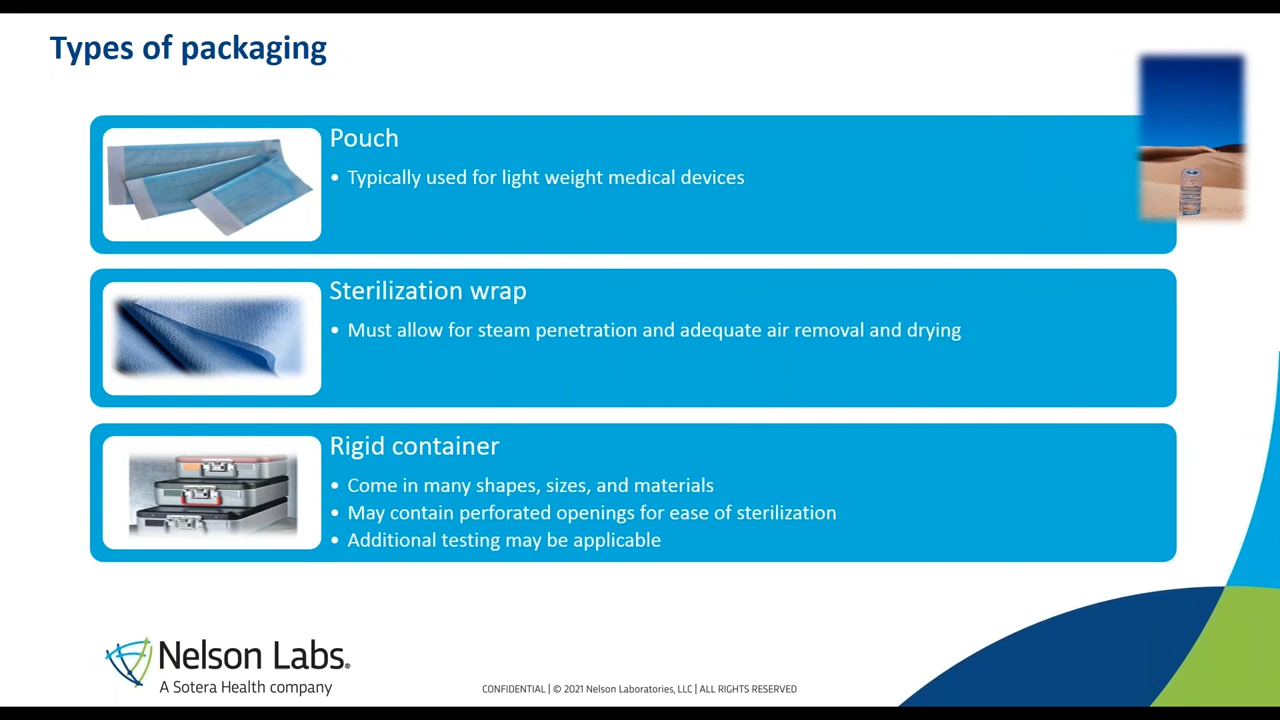 Types of packaging
Pouch
• Typically used for light weight medical devices
Sterilization wrap
• Must allow for steam penetration and adequate air removal and drying
Rigid container
• Come in many shapes, sizes, and materials
• May contain perforated openings for ease of sterilization
• Additional testing may be applicable
Nelson Labs®
A Sotera Health company
CONFIDENTIAL | © 2021 Nelson Laboratories, LLC | ALL RIGHTS RESERVED